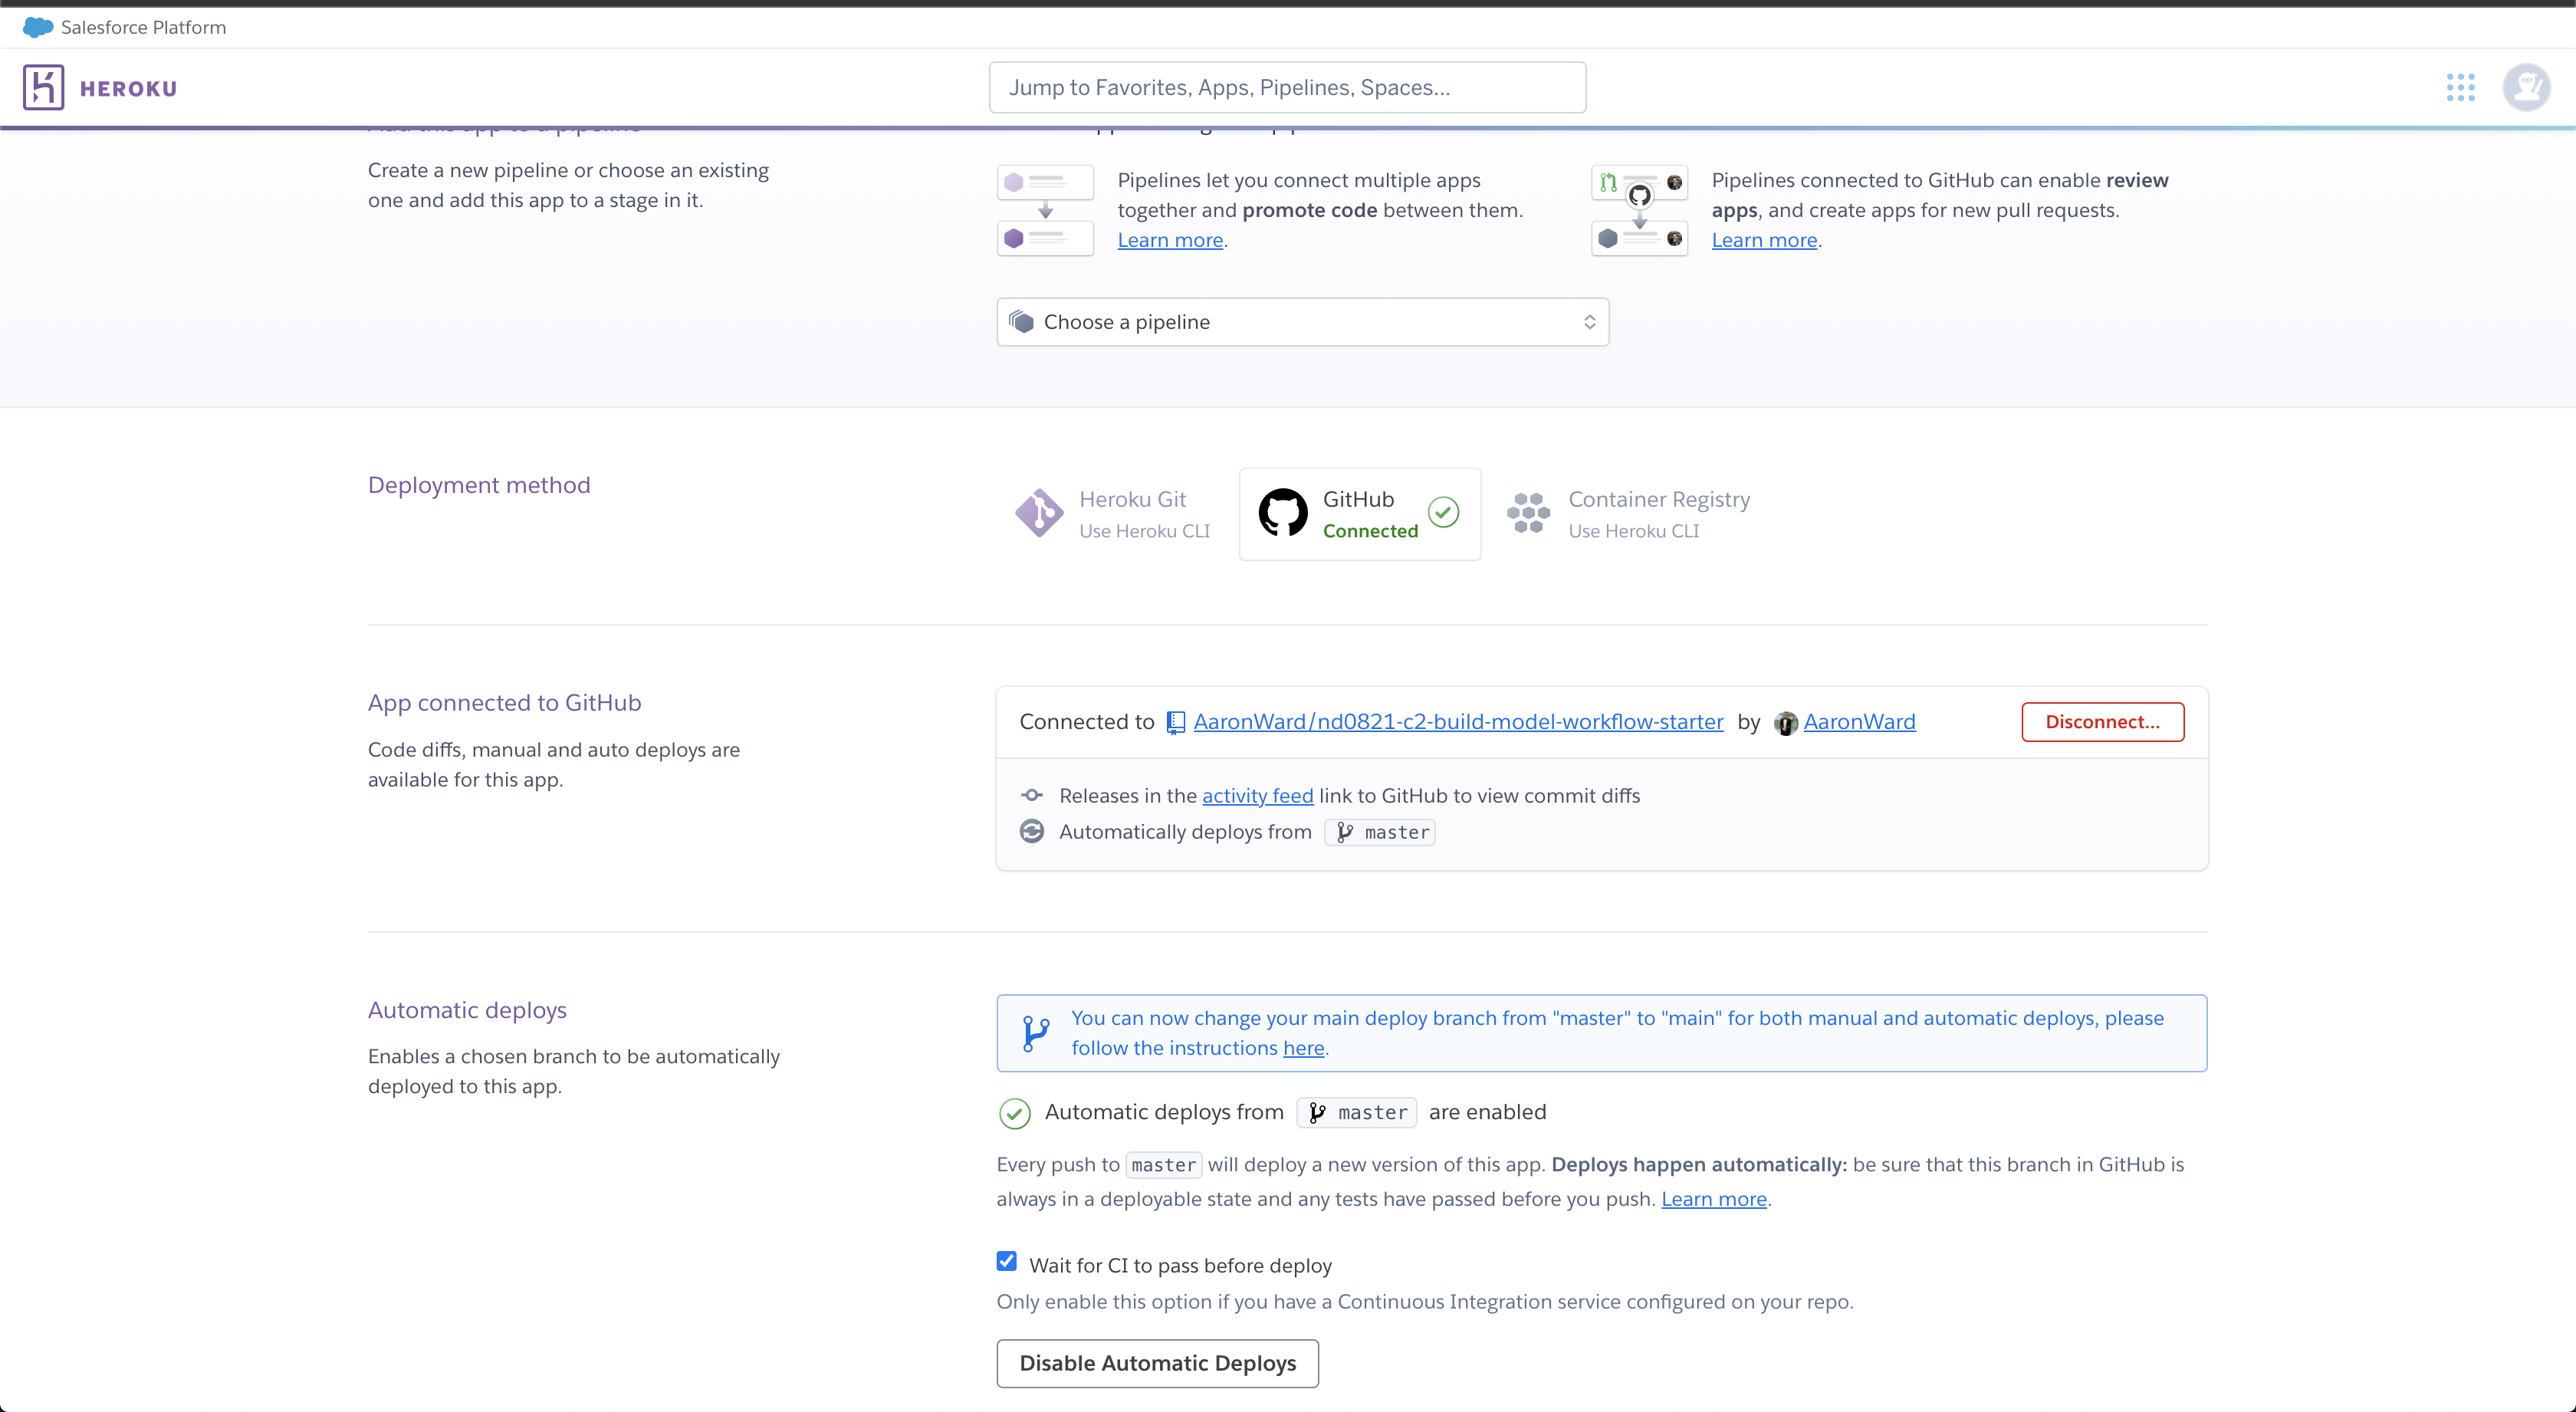 Salesforce Platform
HEROKU
Jump to Favorites, Apps, Pipelines, Spaces...
Add this app to a pipeline
Create a new pipeline or choose an existing
one and add this app to a stage in it.
Pipelines let you connect multiple apps
together and promote code between them.
Learn more.
Pipelines connected to GitHub can enable review
apps, and create apps for new pull requests.
Learn more.
Choose a pipeline
Deployment method
Heroku Git
Use Heroku CLI
GitHub
Connected
Container Registry
Use Heroku CLI
App connected to GitHub
Code diffs, manual and auto deploys are
available for this app.
Connected to AaronWard/nd0821-c2-build-model-workflow-starter by AaronWard
Disconnect...
Releases in the activity feed link to GitHub to view commit diffs
Automatically deploys from master
Automatic deploys
Enables a chosen branch to be automatically
deployed to this app.
You can now change your main deploy branch from "master" to "main" for both manual and automatic deploys, please
follow the instructions here.
Automatic deploys from master are enabled
Every push to master will deploy a new version of this app. Deploys happen automatically: be sure that this branch in GitHub is
always in a deployable state and any tests have passed before you push. Learn more.
Wait for CI to pass before deploy
Only enable this option if you have a Continuous Integration service configured on your repo.
Disable Automatic Deploys